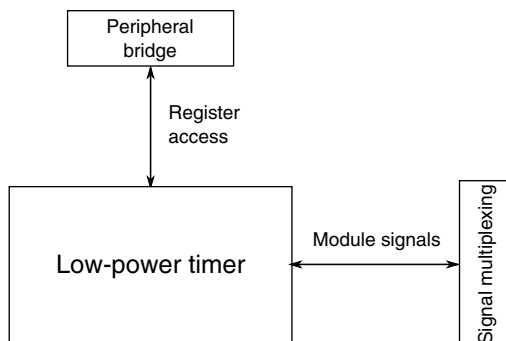 Peripheral
bridge
Register
access
Low-power timer
Module signals
Signal multiplexing